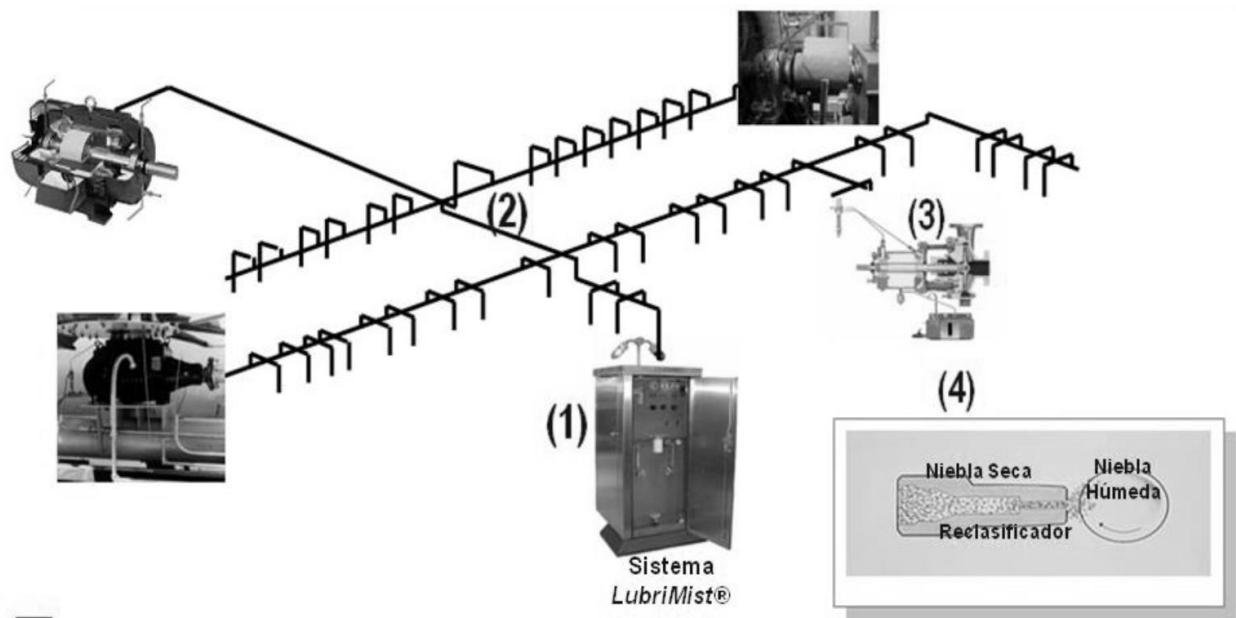 (2)
(3)
(1)
(4)
Niebla Seca
Niebla
Húmeda
Reclasificador
Sistema
LubriMist®